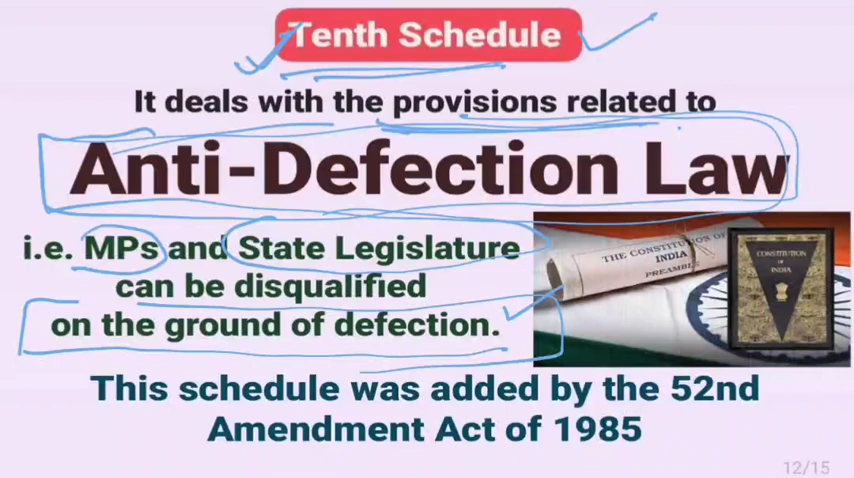 Tenth Schedule
It deals with the provisions related to
Anti-Defection Law
i.e. MPs and State Legislature
can be disqualified
on the ground of defection.
THE CONSTITUTION OF
INDIA
PREAMBLE
CONSTITUTION
OF
INDIA
This schedule was added by the 52nd
Amendment Act of 1985
12/15